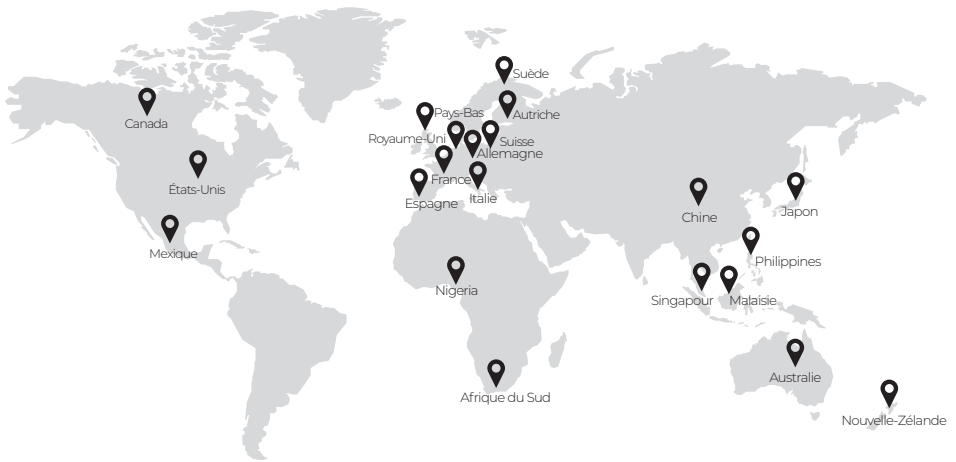 Suède
Canada
Pays-Bas
Autriche
Royaume-Uni
Suisse
Allemagne
États-Unis
France
Italie
Espagne
Chine
Japon
Mexique
Philippines
Nigeria
Singapour
Malaisie
Australie
Afrique du Sud
Nouvelle-Zélande